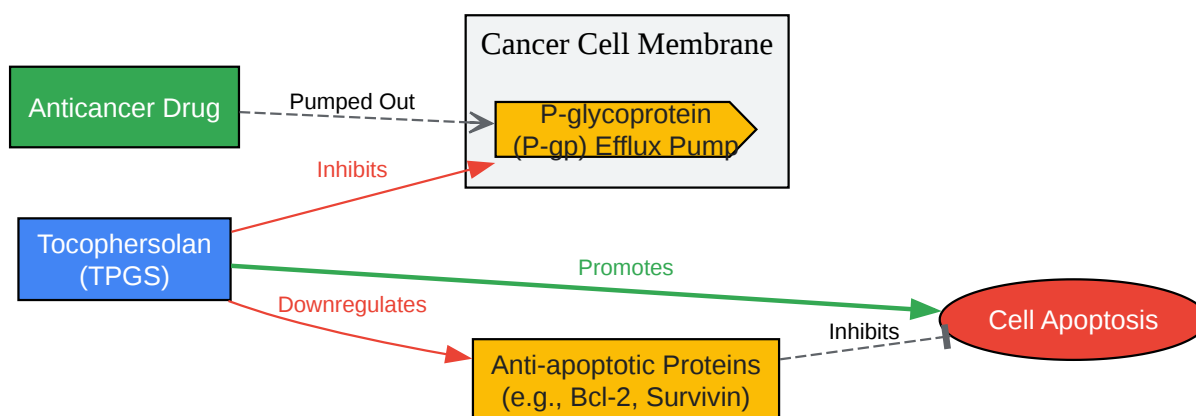 Cancer Cell Membrane
Anticancer Drug
Pumped Out
P-glycoprotein
(P-gp) Efflux Pump
Inhibits
Tocophersolan
(TPGS)
Promotes
Downregulates
Cell Apoptosis
Inhibits
Anti-apoptotic Proteins
(e.g., Bcl-2, Survivin)